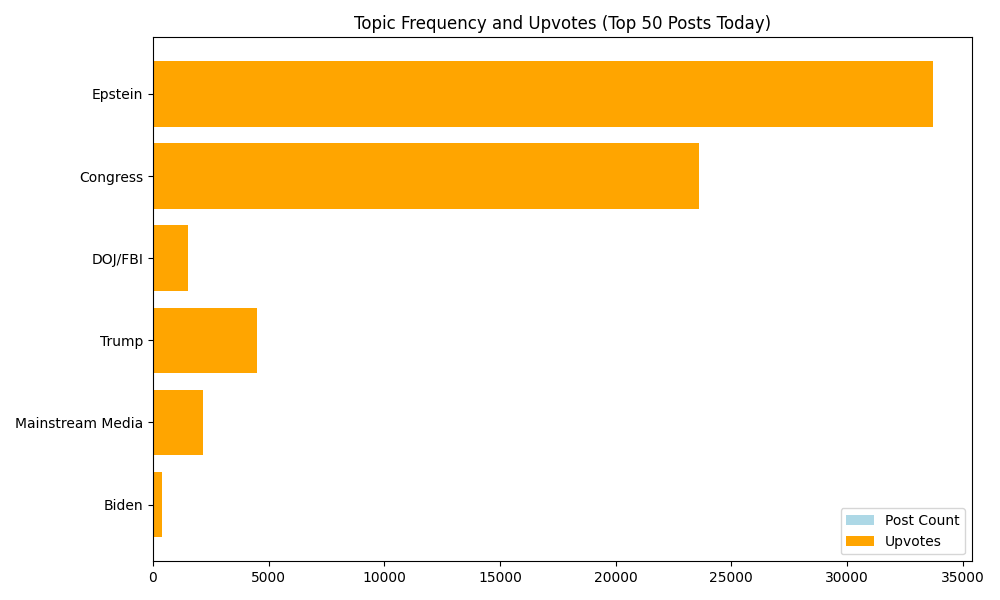 Topic Frequency and Upvotes (Top 50 Posts Today)
Epstein
Congress
DOJ/FBI
Trump
Mainstream Media
Biden
Post Count
Upvotes
0 5000 10000 15000 20000 25000 30000 35000